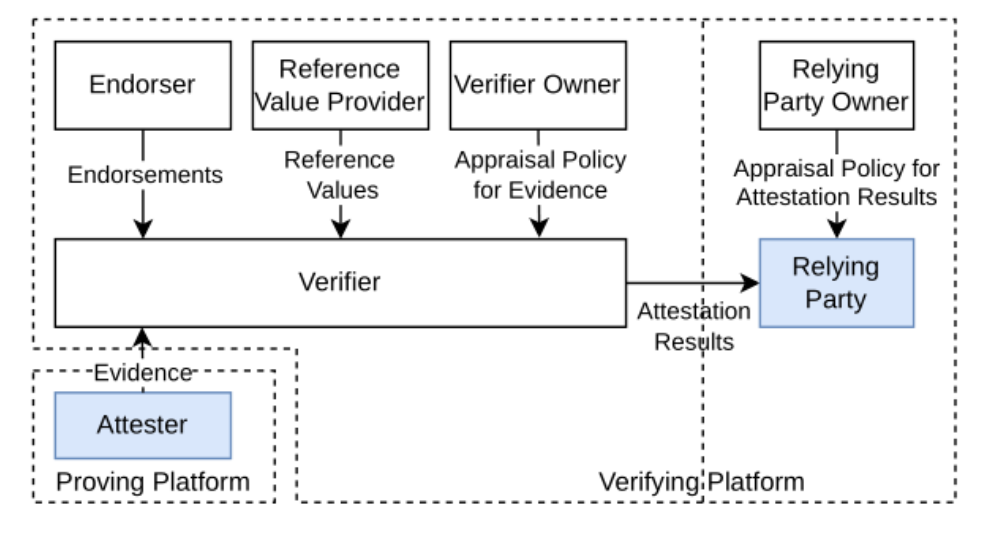 Endorser
Reference
Value Provider
Verifier Owner
Relying
Party Owner
Endorsements
Reference
Values
Appraisal Policy
for Evidence
Appraisal Policy for
Attestation Results
Verifier
Relying
Party
Attestation
Results
Evidence
Attester
Proving Platform
Verifying Platform